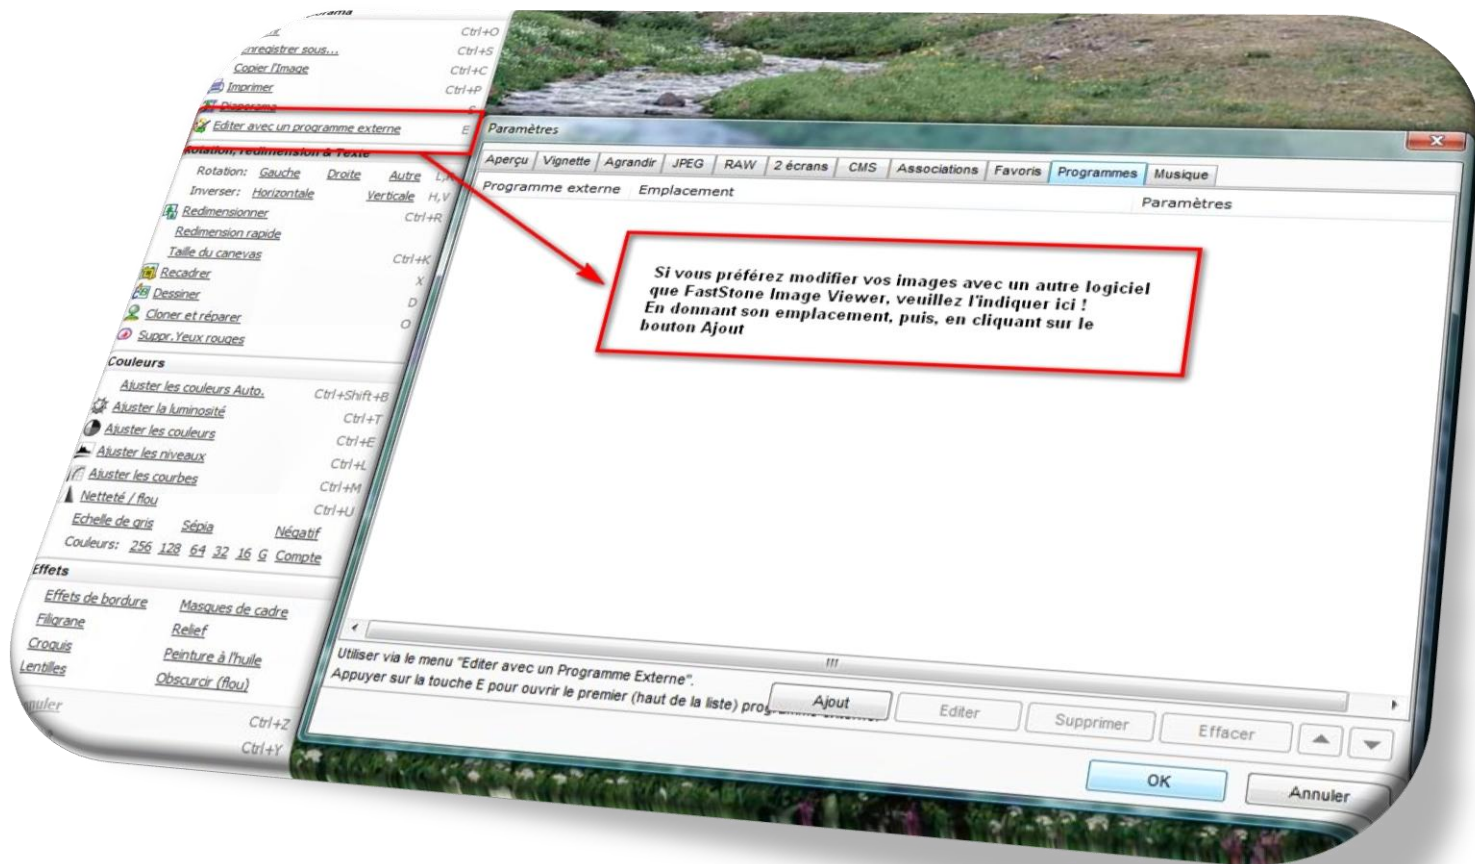 Ctrl+O
Enregistrer sous... Ctrl+S
Copier l'Image Ctrl+C
Imprimer Ctrl+P
Diaporama S
Editer avec un programme externe E
Rotation, redimension & Texte
Rotation: Gauche Droite Autre
Inverser: Horizontale Verticale H,V
Redimensionner Ctrl+R
Redimension rapide
Taille du canevas Ctrl+K
Recadrer X
Dessiner D
Cloner et réparer O
Suppr.Yeux rouges
Couleurs
Ajuster les couleurs Auto. Ctrl+Shift+B
Ajuster la luminosité Ctrl+T
Ajuster les couleurs Ctrl+E
Ajuster les niveaux Ctrl+L
Ajuster les courbes Ctrl+M
Netteté / flou Ctrl+U
Echelle de gris Sépia Négatif
Couleurs: 256 128 64 32 16 G Compte
Effets
Effets de bordure Masques de cadre
Filigrane Relief
Croquis Peinture à l'huile
Lentilles Obscurcir (flou)
Ctrl+Z
Ctrl+Y
Paramètres
Aperçu Vignette Agrandir JPEG RAW 2 écrans CMS Associations Favoris Programmes Musique
Programme externe Emplacement Paramètres
Si vous préférez modifier vos images avec un autre logiciel
que FastStone Image Viewer, veuillez l'indiquer ici !
En donnant son emplacement, puis, en cliquant sur le
bouton Ajout
Utiliser via le menu "Editer avec un Programme Externe".
Appuyer sur la touche E pour ouvrir le premier (haut de la liste)
Ajout Editer Supprimer Effacer
OK Annuler